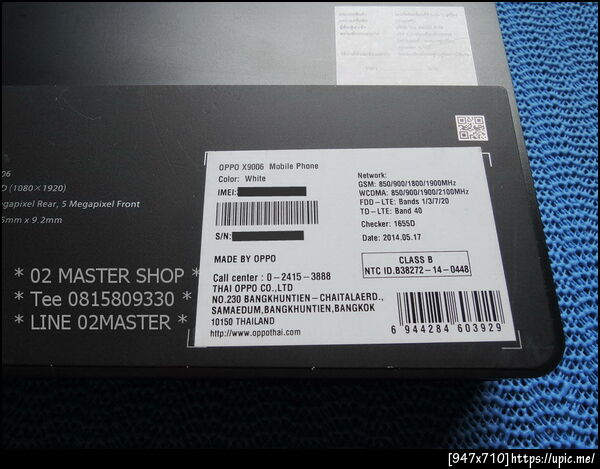 06
D (1080×1920)
gapixel Rear, 5 Megapixel Front
5mm x 9.2mm
OPPO X9006 Mobile Phone
Color: White
IMEI:
S/N:
MADE BY OPPO
Call center : 0-2415-3888
THAI OPPO CO.,LTD
NO.230 BANGKHUNTIEN-CHAITALAERD.,
SAMAEDUM,BANGKHUNTIEN,BANGKOK
10150 THAILAND
http://www.oppothai.com
Network:
GSM: 850/900/1800/1900MHz
WCDMA: 850/900/1900/2100MHz
FDD-LTE: Bands 1/3/7/20
TD-LTE: Band 40
Checker: 1655D
Date: 2014.05.17
CLASS B
NTC ID.B38272-14-0448
6 944284 603929
* 02 MASTER SHOP *
* Tee 0815809330 *
* LINE 02MASTER *
[947x710]https://upic.me/